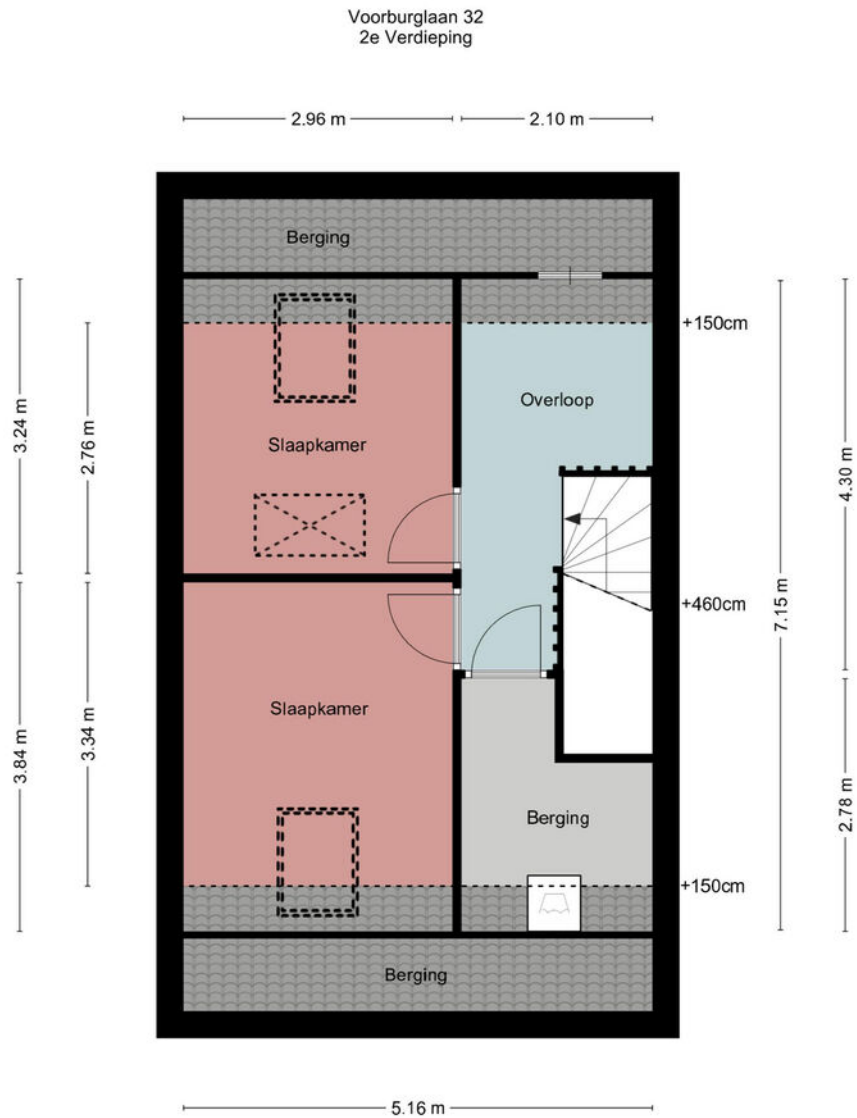 Voorburglaan 32
2e Verdieping
2.96 m
2.10 m
Berging
+150cm
3.24 m
2.76 m
Overloop
Slaapkamer
4.30 m
+460cm
7.15 m
Slaapkamer
3.84 m
3.34 m
Berging
2.78 m
+150cm
Berging
5.16 m